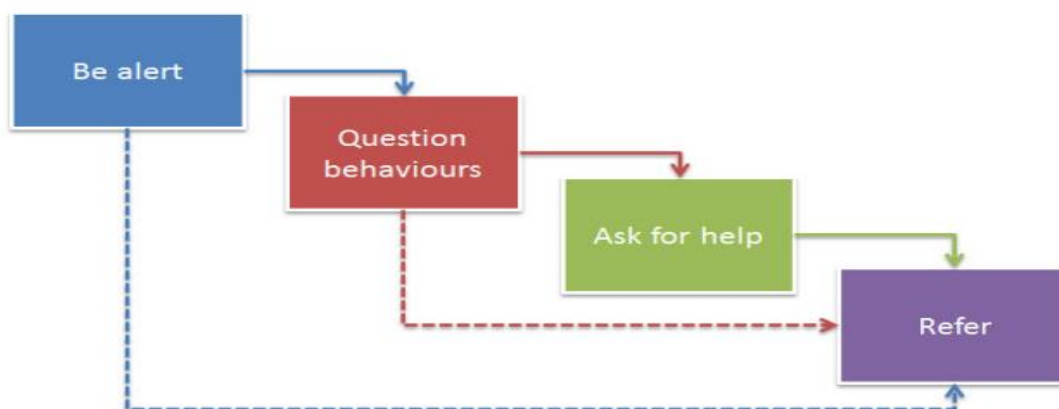 Be alert
Question
behaviours
Ask for help
Refer